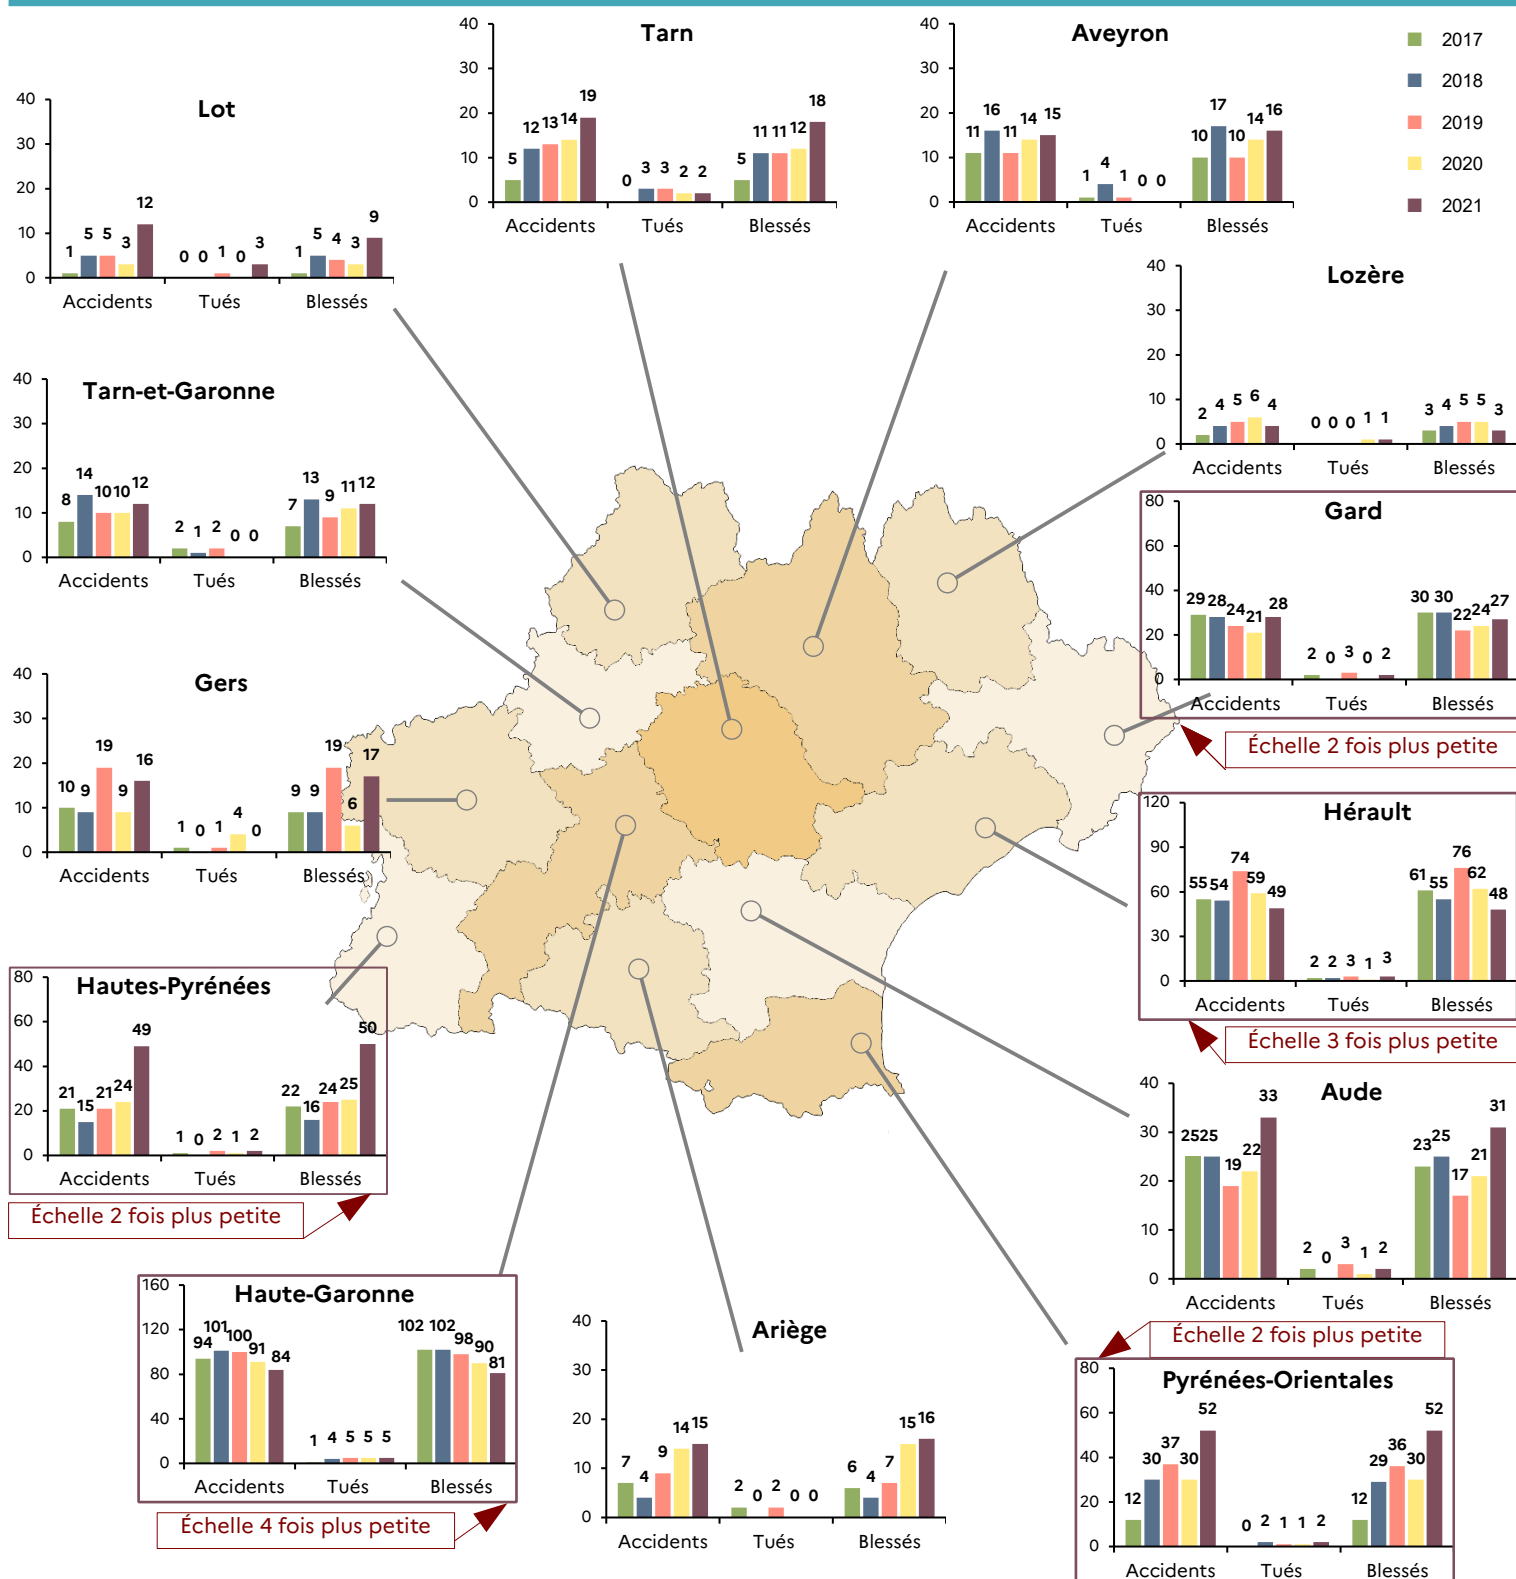 Tarn
40
30
20
10
0
5 12 13 14 19
0 3 3 2 2
5 11 11 12 18
Accidents Tués Blessés
Aveyron
40
30
20
10
0
11 16 11 14 15
1 4 1 0 0
10 17 10 14 16
Accidents Tués Blessés
2017
2018
2019
2020
2021
Lot
40
30
20
10
0
1 5 5 3 12
0 0 1 0 3
1 5 4 3 9
Accidents Tués Blessés
Lozère
40
30
20
10
0
2 4 5 6 4
0 0 0 1 1
3 4 5 5 3
Accidents Tués Blessés
Tarn-et-Garonne
40
30
20
10
0
8 14 10 10 12
2 1 2 0 0
7 13 9 11 12
Accidents Tués Blessés
Gard
80
60
40
20
0
29 28 24 21 28
2 0 3 0 2
30 30 22 24 27
Accidents Tués Blessés
Échelle 2 fois plus petite
Gers
40
30
20
10
0
10 9 19 9 16
1 0 1 4 0
9 9 19 6 17
Accidents Tués Blessés
Hérault
120
90
60
30
0
55 54 74 59 49
2 2 3 1 3
61 55 76 62 48
Accidents Tués Blessés
Échelle 3 fois plus petite
Hautes-Pyrénées
80
60
40
20
0
21 15 21 24 49
1 0 2 1 2
22 16 24 25 50
Accidents Tués Blessés
Échelle 2 fois plus petite
Aude
40
30
20
10
0
25 25 19 22 33
2 0 3 1 2
23 25 17 21 31
Accidents Tués Blessés
Haute-Garonne
160
120
80
40
0
94 101 100 91 84
1 4 5 5 5
102 102 98 90 81
Accidents Tués Blessés
Échelle 4 fois plus petite
Ariège
40
30
20
10
0
7 4 9 14 15
2 0 2 0 0
6 4 7 15 16
Accidents Tués Blessés
Échelle 2 fois plus petite
Pyrénées-Orientales
80
60
40
20
0
12 30 37 30 52
0 2 1 1 2
12 29 36 30 52
Accidents Tués Blessés